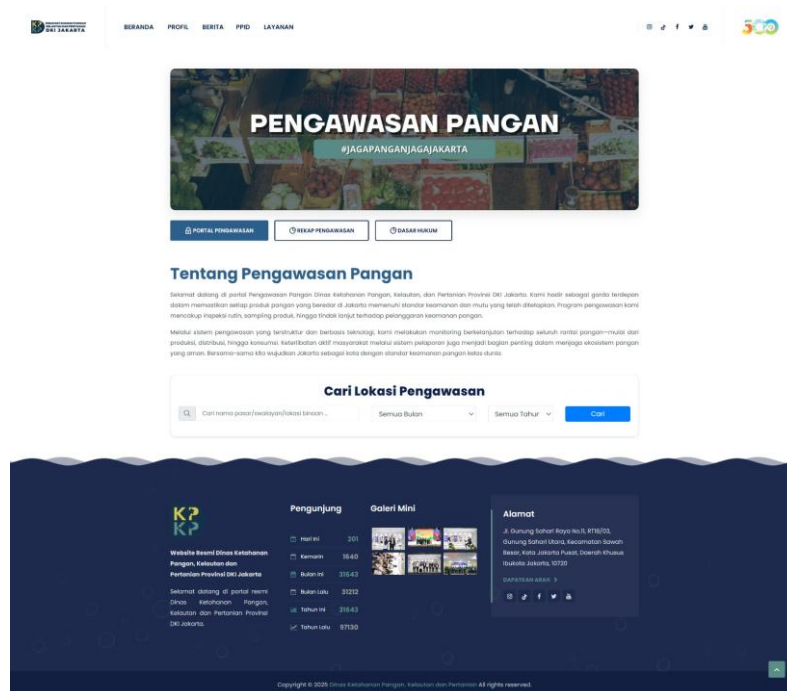 DKI JAKARTA
BERANDA PROFIL BERITA PPID LAYANAN
PENGAWASAN PANGAN
#JAGAPANGANJAGAJAKARTA
PORTAL PENGAWASAN REKAP PENGAWASAN DASAR HUKUM
Tentang Pengawasan Pangan
Selamat datang di portal Pengawasan Pangan Dinas Ketahanan Pangan, Kelautan, dan Pertanian Provinsi DKI Jakarta. Kami hadir sebagai garda terdepan
dalam memastikan setiap produk pangan yang beredar di Jakarta memenuhi standar keamanan dan mutu yang telah ditetapkan. Program pengawasan kami
mencakup inspeksi rutin, sampling produk, hingga tindak lanjut terhadap pelanggaran keamanan pangan.
Melalui sistem pengawasan yang terstruktur dan berbasis teknologi, kami melakukan monitoring berkelanjutan terhadap seluruh rantai pangan—mulai dari
produksi, distribusi, hingga konsumsi. Keterlibatan aktif masyarakat melalui sistem pelaporan juga menjadi bagian penting dalam menjaga ekosistem pangan
yang aman. Bersama-sama kita wujudkan Jakarta sebagai kota dengan standar keamanan pangan kelas dunia.
Cari Lokasi Pengawasan
Cari nama pasar/swalayan/lokasi binaan... Semua Bulan Semua Tahur Cari
KP
KP
Website Resmi Dinas Ketahanan
Pangan, Kelautan dan
Pertanian Provinsi DKI Jakarta
Selamat datang di portal resmi
Dinas Ketahanan Pangan,
Kelautan dan Pertanian Provinsi
DKI Jakarta.
Pengunjung
Hari Ini 201
Kemarin 1640
Bulan Ini 31643
Bulan Lalu 31212
Tahun Ini 31643
Tahun Lalu 97130
Galeri Mini
Alamat
Jl. Gunung Sahari Raya No.11, RT16/03,
Gunung Sahari Utara, Kecamatan Sawah
Besar, Kota Jakarta Pusat, Daerah Khusus
Ibukota Jakarta, 10720
DAPATKAN ARAH
Copyright © 2025 Dinas Ketahanan Pangan, Kelautan dan Pertanian All rights reserved.